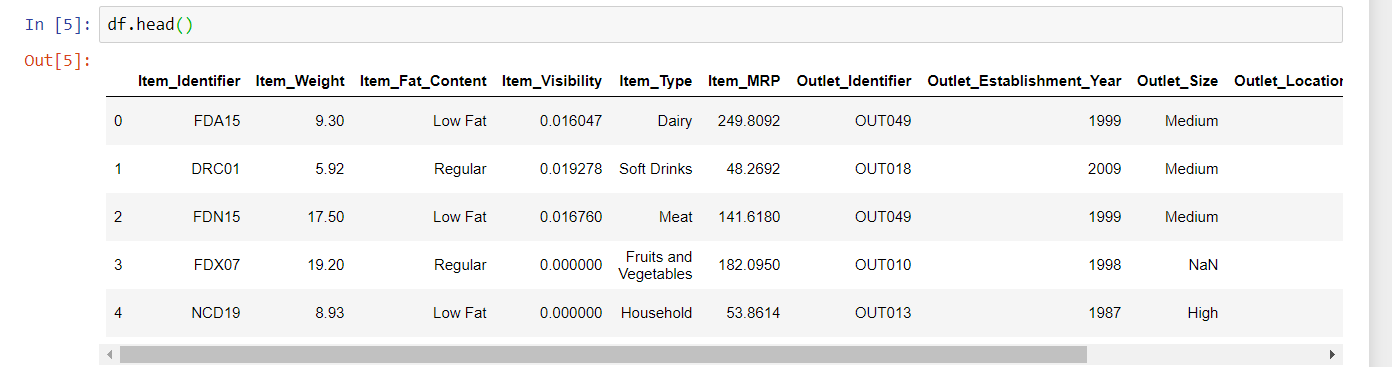 In [5]: df.head()
Out[5]:
Item_Identifier Item_Weight Item_Fat_Content Item_Visibility Item_Type Item_MRP Outlet_Identifier Outlet_Establishment_Year Outlet_Size Outlet_Location
0 FDA15 9.30 Low Fat 0.016047 Dairy 249.8092 OUT049 1999 Medium
1 DRC01 5.92 Regular 0.019278 Soft Drinks 48.2692 OUT018 2009 Medium
2 FDN15 17.50 Low Fat 0.016760 Meat 141.6180 OUT049 1999 Medium
3 FDX07 19.20 Regular 0.000000 Fruits and
Vegetables 182.0950 OUT010 1998 NaN
4 NCD19 8.93 Low Fat 0.000000 Household 53.8614 OUT013 1987 High